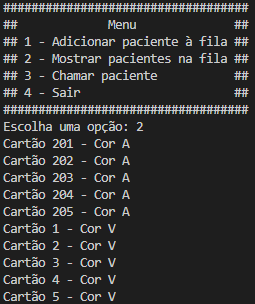 ###################################
##             Menu              ##
## 1 - Adicionar paciente à fila ##
## 2 - Mostrar pacientes na fila ##
## 3 - Chamar paciente           ##
## 4 - Sair                      ##
###################################
Escolha uma opção: 2
Cartão 201 - Cor A
Cartão 202 - Cor A
Cartão 203 - Cor A
Cartão 204 - Cor A
Cartão 205 - Cor A
Cartão 1 - Cor V
Cartão 2 - Cor V
Cartão 3 - Cor V
Cartão 4 - Cor V
Cartão 5 - Cor V